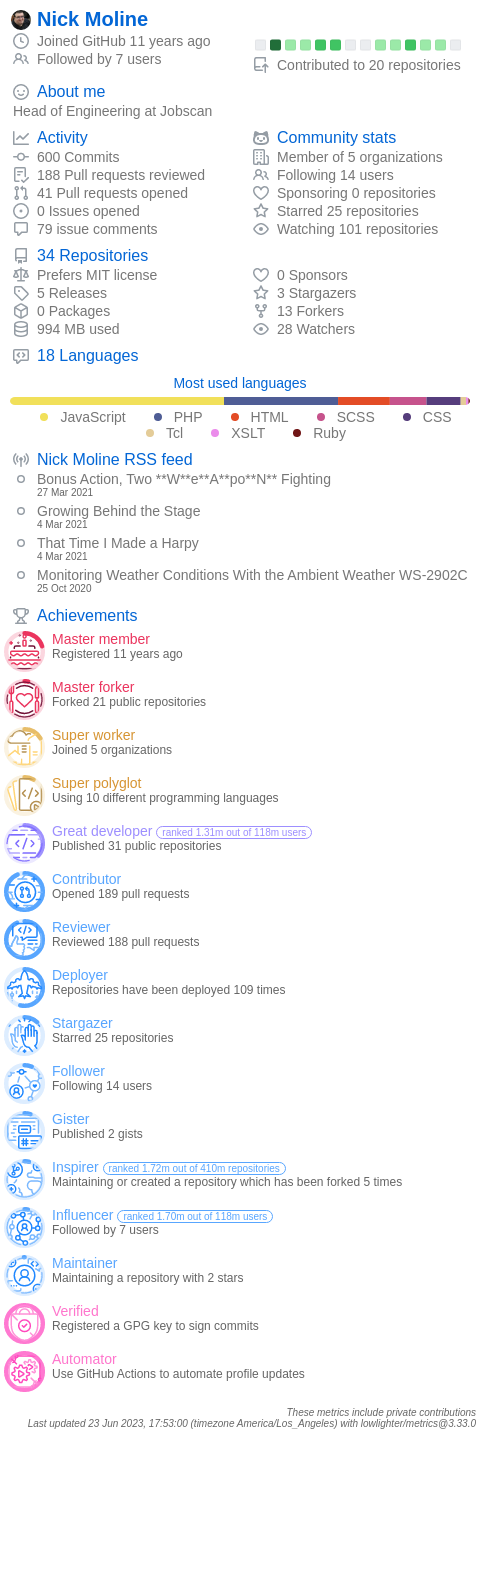 Nick Moline
Joined GitHub 11 years ago
Followed by 7 users
Contributed to 20 repositories
About me
Head of Engineering at Jobscan
Activity
600 Commits
188 Pull requests reviewed
41 Pull requests opened
0 Issues opened
79 issue comments
Community stats
Member of 5 organizations
Following 14 users
Sponsoring 0 repositories
Starred 25 repositories
Watching 101 repositories
34 Repositories
Prefers MIT license
5 Releases
0 Packages
994 MB used
0 Sponsors
3 Stargazers
13 Forkers
28 Watchers
18 Languages
Most used languages
JavaScript PHP HTML SCSS CSS
Tcl XSLT Ruby
Nick Moline RSS feed
Bonus Action, Two **W**e**A**po**N** Fighting
27 Mar 2021
Growing Behind the Stage
4 Mar 2021
That Time I Made a Harpy
4 Mar 2021
Monitoring Weather Conditions With the Ambient Weather WS-2902C
25 Oct 2020
Achievements
Master member
Registered 11 years ago
Master forker
Forked 21 public repositories
Super worker
Joined 5 organizations
Super polyglot
Using 10 different programming languages
Great developer ranked 1.31m out of 118m users
Published 31 public repositories
Contributor
Opened 189 pull requests
Reviewer
Reviewed 188 pull requests
Deployer
Repositories have been deployed 109 times
Stargazer
Starred 25 repositories
Follower
Following 14 users
Gister
Published 2 gists
Inspirer ranked 1.72m out of 410m repositories
Maintaining or created a repository which has been forked 5 times
Influencer ranked 1.70m out of 118m users
Followed by 7 users
Maintainer
Maintaining a repository with 2 stars
Verified
Registered a GPG key to sign commits
Automator
Use GitHub Actions to automate profile updates
These metrics include private contributions
Last updated 23 Jun 2023, 17:53:00 (timezone America/Los_Angeles) with lowlighter/metrics@3.33.0